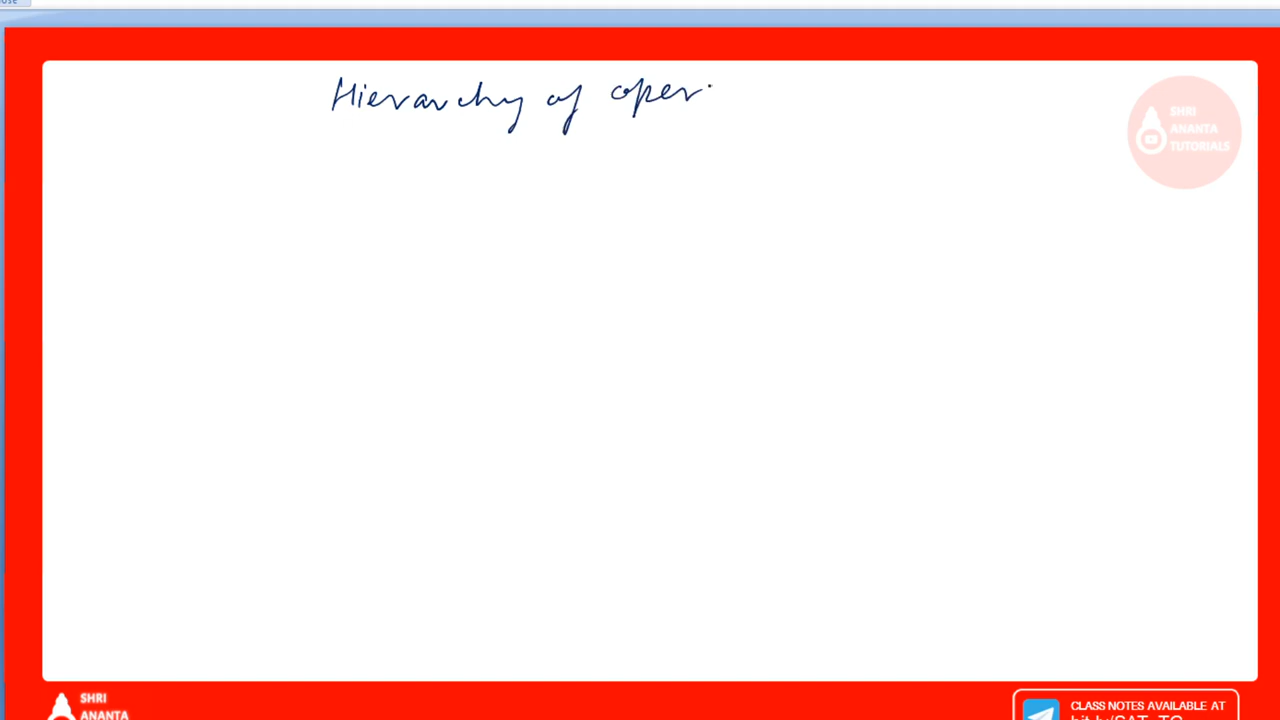 Hierarchy of oper
SHRI
ANANTA
TUTORIALS
SHRI
ANANTA
CLASS NOTES AVAILABLE AT